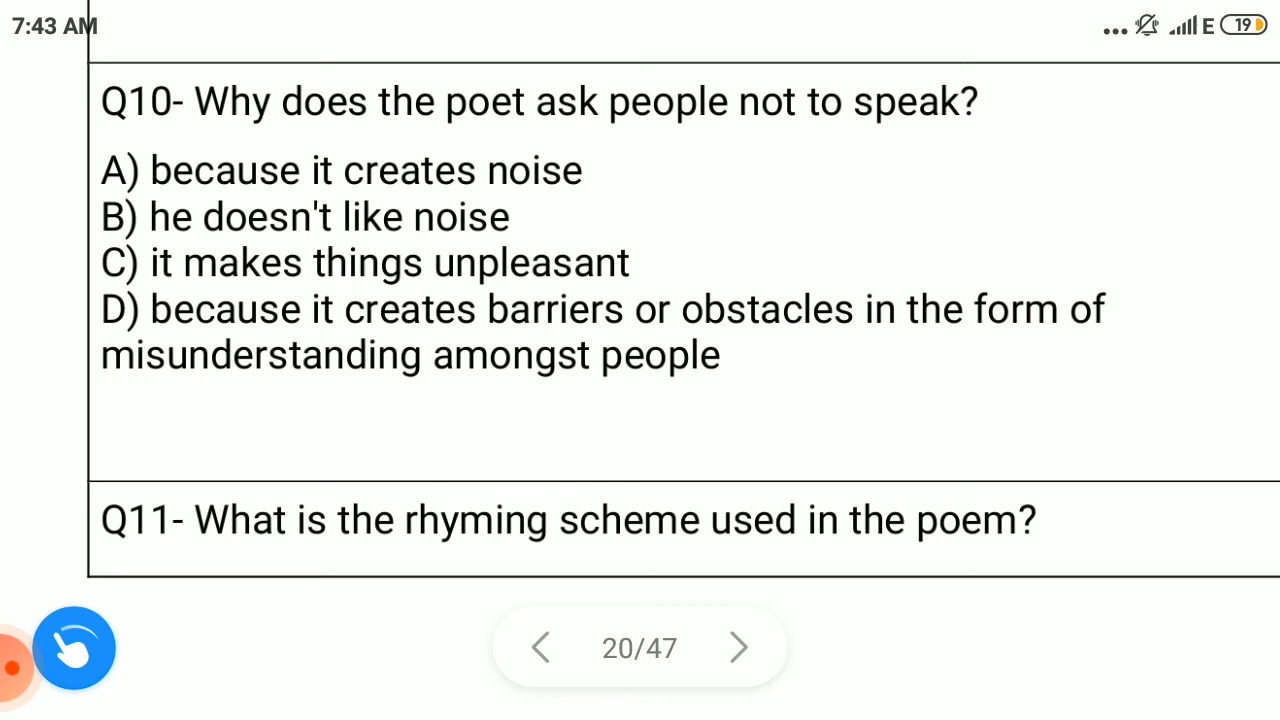 7:43 AM ... E 19
Q10- Why does the poet ask people not to speak?
A) because it creates noise
B) he doesn't like noise
C) it makes things unpleasant
D) because it creates barriers or obstacles in the form of
misunderstanding amongst people
Q11- What is the rhyming scheme used in the poem?
20/47